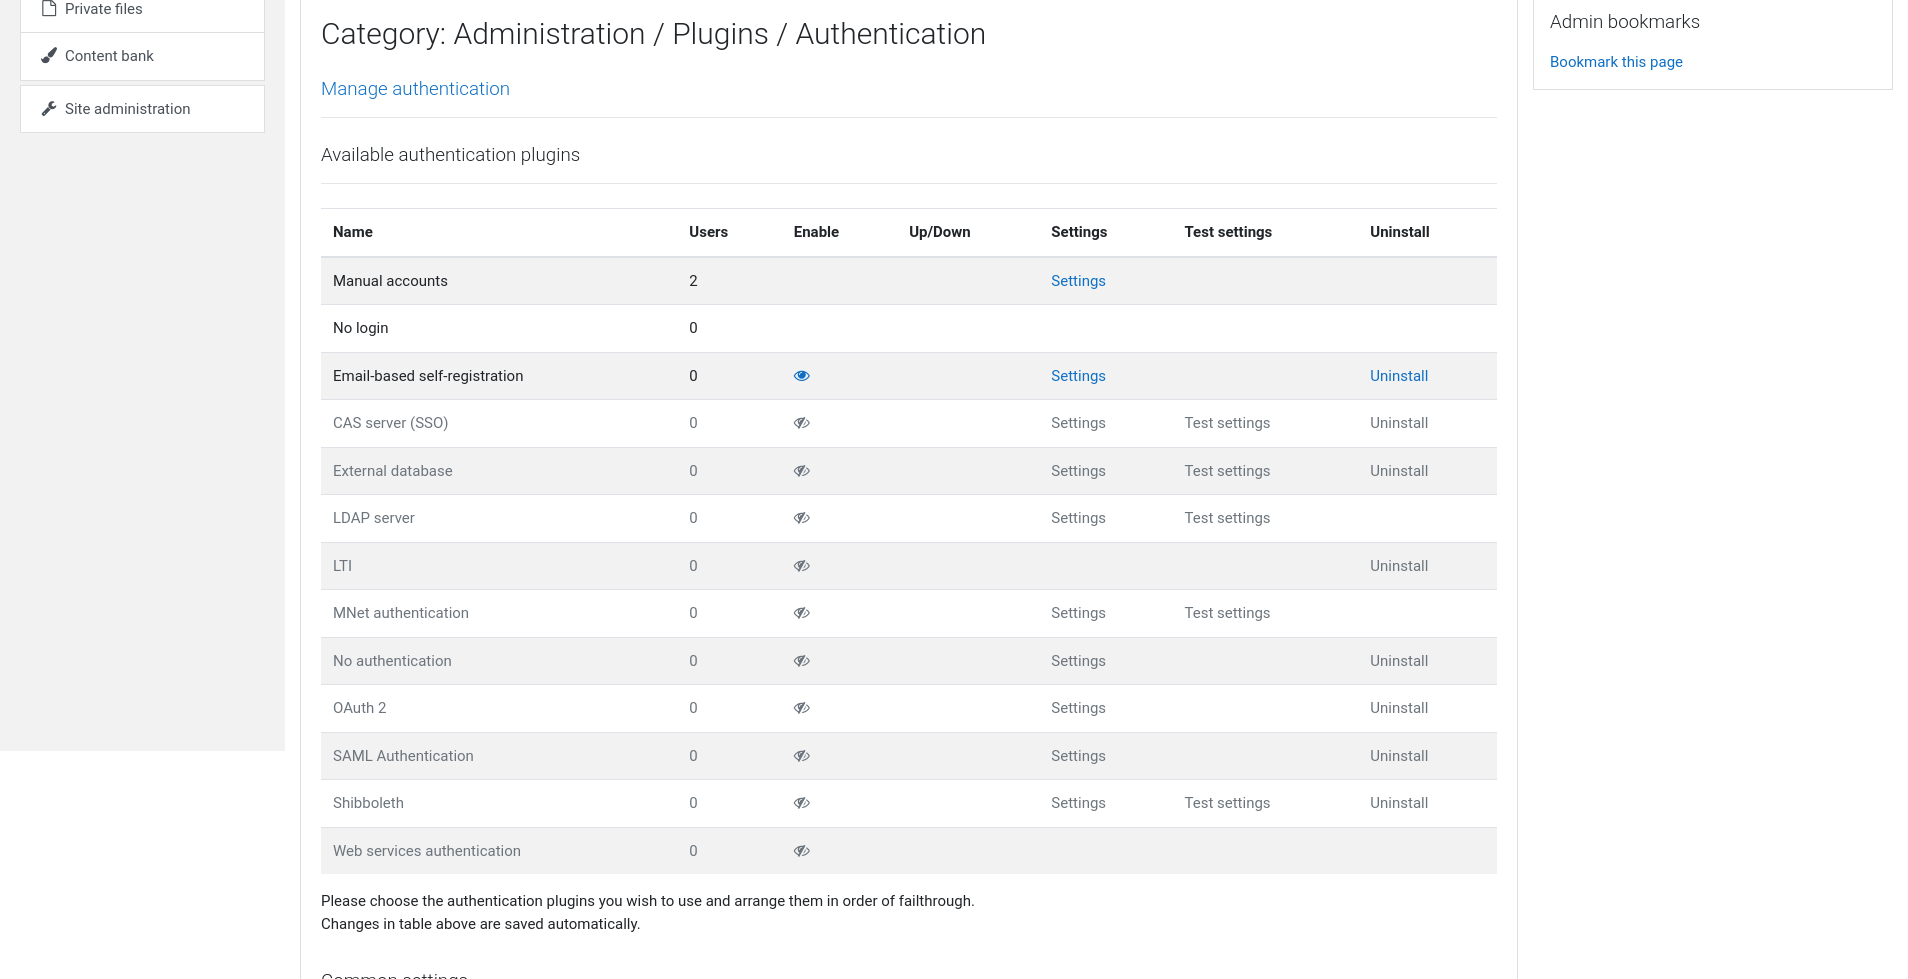 Private files
Content bank
Site administration
Category: Administration / Plugins / Authentication
Manage authentication
Available authentication plugins
Name Users Enable Up/Down Settings Test settings Uninstall
Manual accounts 2 Settings
No login 0
Email-based self-registration 0 Settings Uninstall
CAS server (SSO) 0 Settings Test settings Uninstall
External database 0 Settings Test settings Uninstall
LDAP server 0 Settings Test settings
LTI 0 Uninstall
MNet authentication 0 Settings Test settings
No authentication 0 Settings Uninstall
OAuth 2 0 Settings Uninstall
SAML Authentication 0 Settings Uninstall
Shibboleth 0 Settings Test settings Uninstall
Web services authentication 0
Please choose the authentication plugins you wish to use and arrange them in order of failthrough.
Changes in table above are saved automatically.
Common settings
Admin bookmarks
Bookmark this page